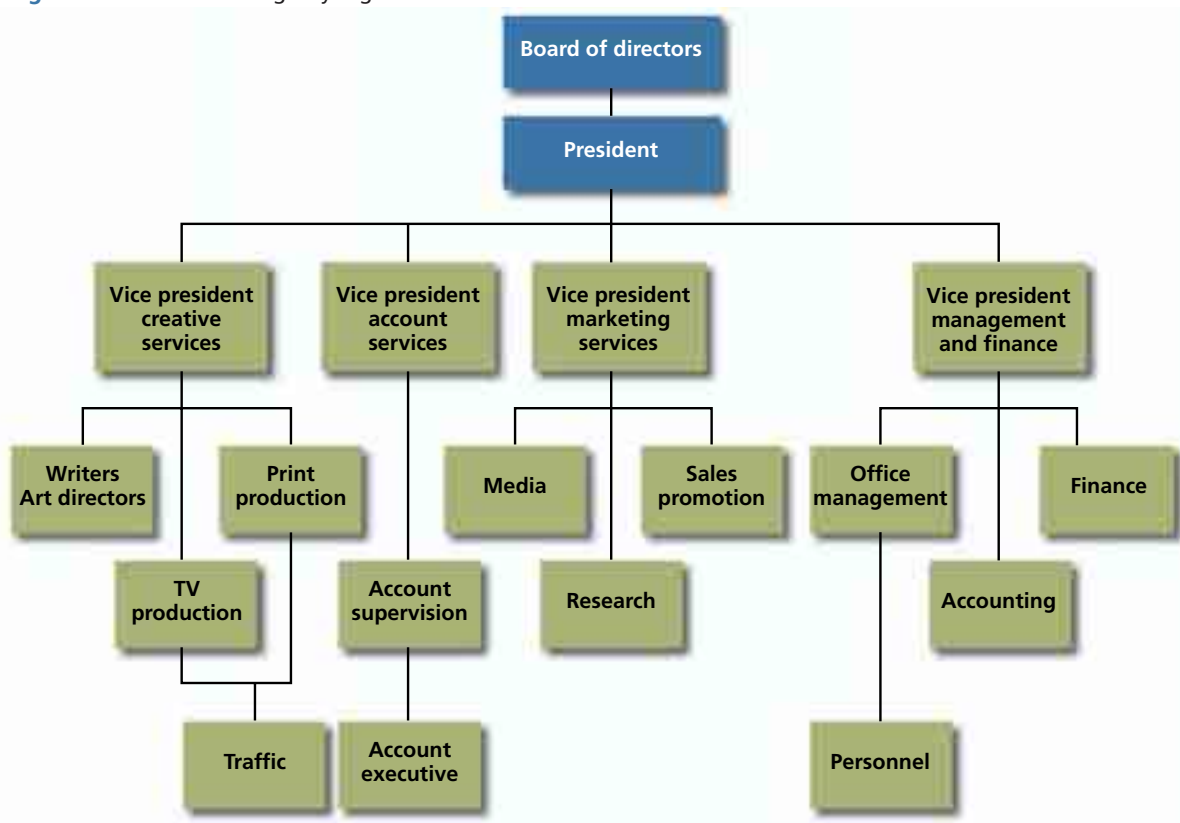 Board of directors
President
Vice president
creative
services
Vice president
account
services
Vice president
marketing
services
Vice president
management
and finance
Writers
Art directors
Print
production
Media
Sales
promotion
Office
management
Finance
TV
production
Account
supervision
Research
Accounting
Traffic
Account
executive
Personnel